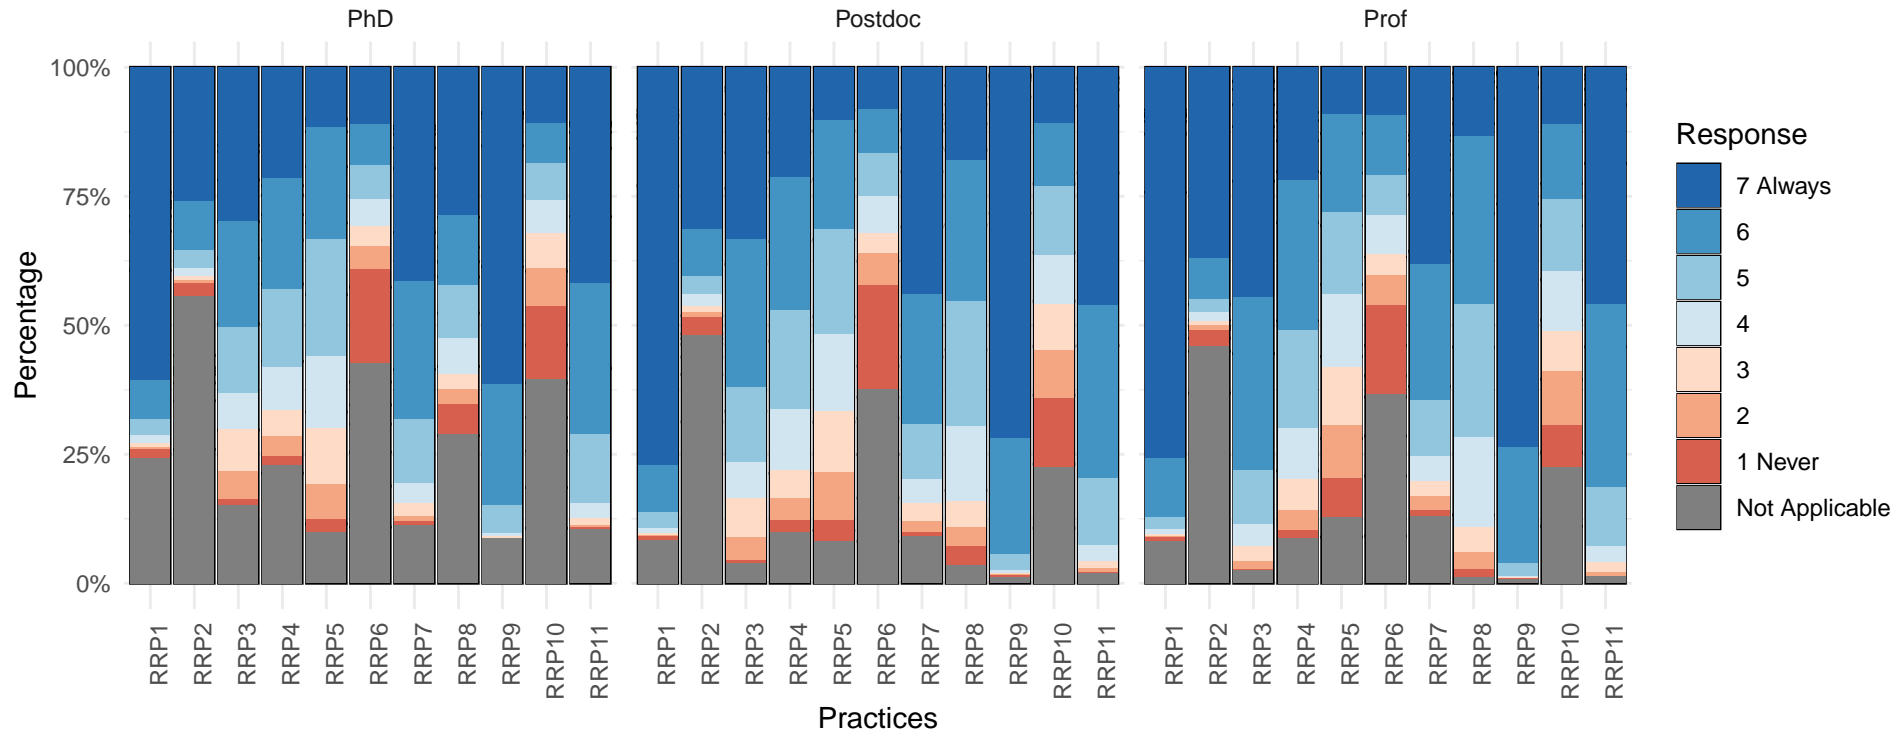 PhD Postdoc Prof
100%
75%
50%
25%
0%
Percentage
RRP1 RRP2 RRP3 RRP4 RRP5 RRP6 RRP7 RRP8 RRP9 RRP10 RRP11
RRP1 RRP2 RRP3 RRP4 RRP5 RRP6 RRP7 RRP8 RRP9 RRP10 RRP11
RRP1 RRP2 RRP3 RRP4 RRP5 RRP6 RRP7 RRP8 RRP9 RRP10 RRP11
Practices
Response
7 Always
6
5
4
3
2
1 Never
Not Applicable